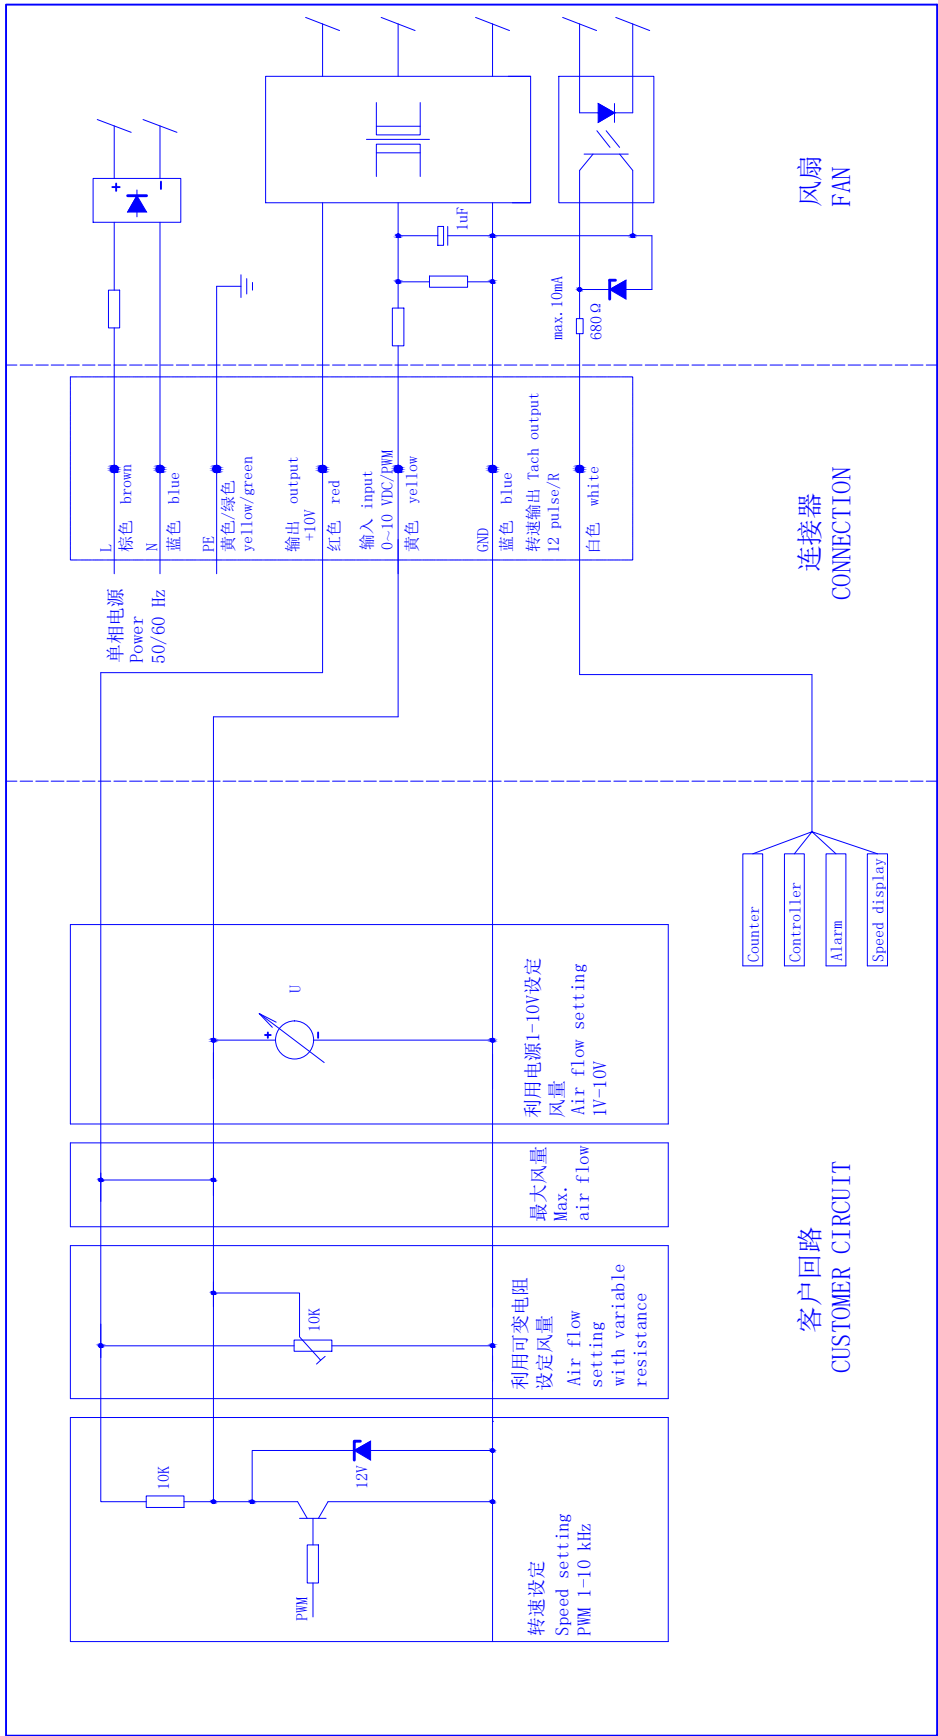 转速设定
Speed setting
PWM 1-10 kHz
PWM
10K
12V
利用可变电阻
设定风量
Air flow
setting
with variable
resistance
10K
最大风量
Max.
air flow
利用电源1-10V设定
风量
Air flow setting
1V-10V
U
+
-
客户回路
CUSTOMER CIRCUIT
Counter
Controller
Alarm
Speed display
单相电源
Power
50/60 Hz
L
棕色 brown
N
蓝色 blue
PE
黄色/绿色
yellow/green
输出 output
+10V
红色 red
输入 input
0~10 VDC/PWM
黄色 yellow
GND
蓝色 blue
转速输出 Tach output
12 pulse/R
白色 white
连接器
CONNECTION
+
-
1uF
max.10mA
680Ω
风扇
FAN